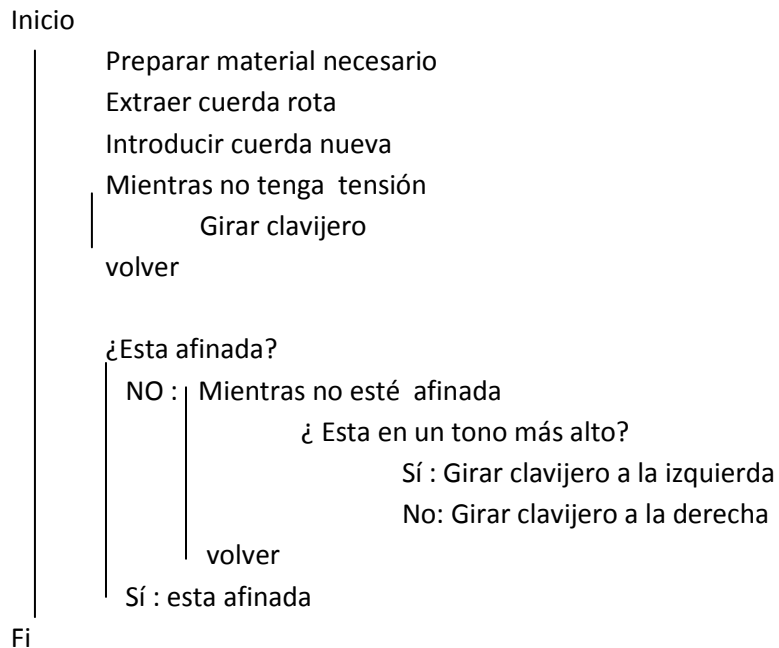 Inicio
Preparar material necesario
Extraer cuerda rota
Introducir cuerda nueva
Mientras no tenga tensión
Girar clavijero
volver
¿Esta afinada?
NO : Mientras no esté afinada
¿ Esta en un tono más alto?
Sí : Girar clavijero a la izquierda
No: Girar clavijero a la derecha
volver
Sí : esta afinada
Fi